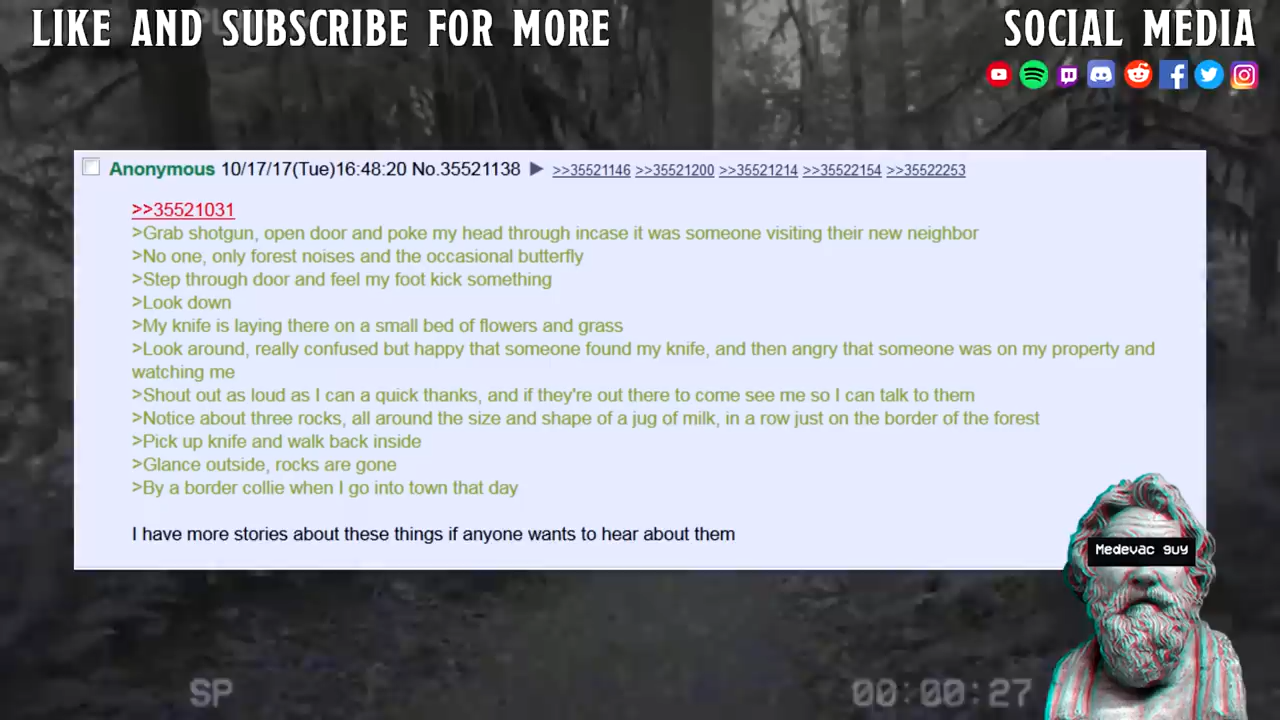 LIKE AND SUBSCRIBE FOR MORE
SOCIAL MEDIA
Anonymous 10/17/17(Tue)16:48:20 No.35521138 ▶ >>35521146 >>35521200 >>35521214 >>35522154 >>35522253
>>35521031
>Grab shotgun, open door and poke my head through incase it was someone visiting their new neighbor
>No one, only forest noises and the occasional butterfly
>Step through door and feel my foot kick something
>Look down
>My knife is laying there on a small bed of flowers and grass
>Look around, really confused but happy that someone found my knife, and then angry that someone was on my property and
watching me
>Shout out as loud as I can a quick thanks, and if they're out there to come see me so I can talk to them
>Notice about three rocks, all around the size and shape of a jug of milk, in a row just on the border of the forest
>Pick up knife and walk back inside
>Glance outside, rocks are gone
>By a border collie when I go into town that day
I have more stories about these things if anyone wants to hear about them
Medevac guy
SP
00:00:27